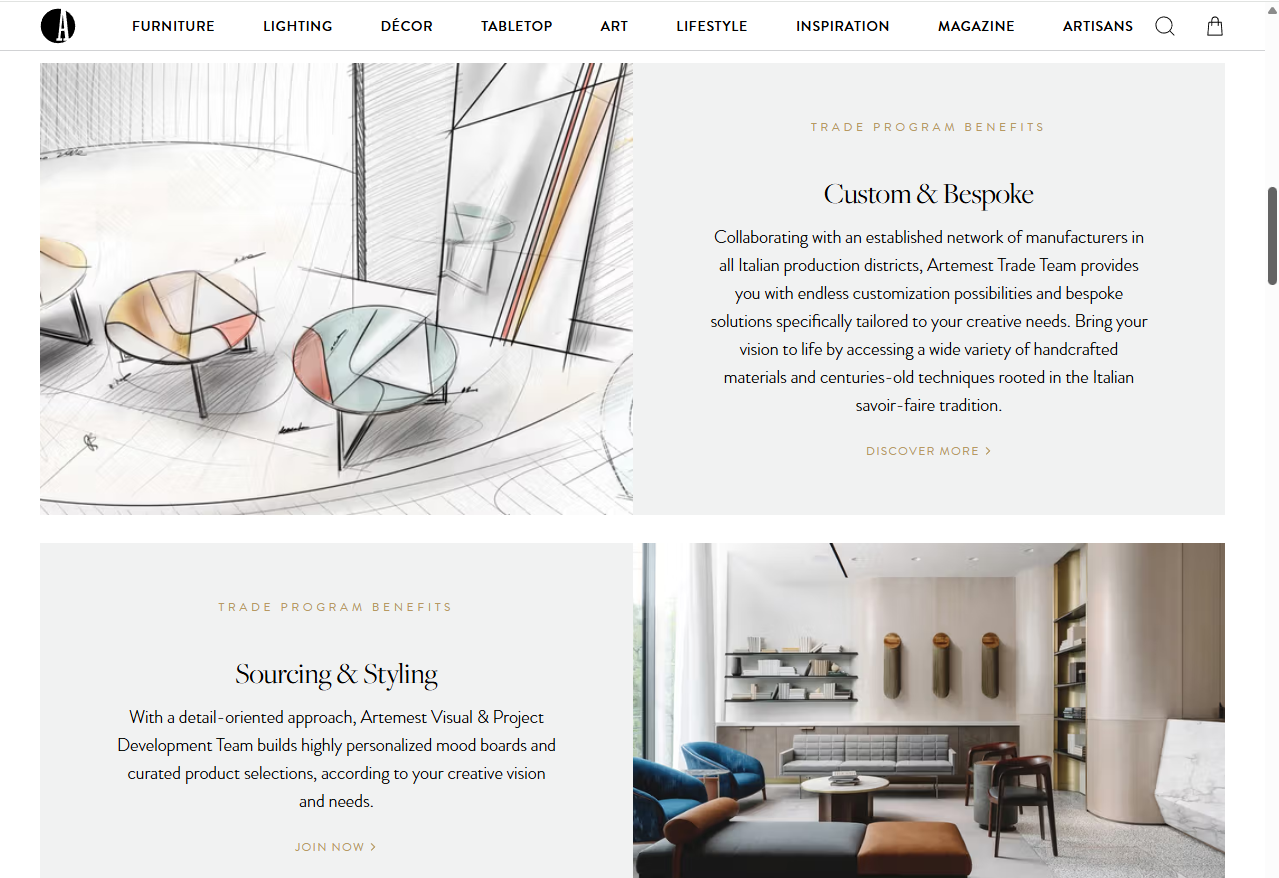 A
FURNITURE
LIGHTING
DÉCOR
TABLETOP
ART
LIFESTYLE
INSPIRATION
MAGAZINE
ARTISANS
TRADE PROGRAM BENEFITS
Custom & Bespoke
Collaborating with an established network of manufacturers in
all Italian production districts, Artemest Trade Team provides
you with endless customization possibilities and bespoke
solutions specifically tailored to your creative needs. Bring your
vision to life by accessing a wide variety of handcrafted
materials and centuries-old techniques rooted in the Italian
savoir-faire tradition.
DISCOVER MORE >
TRADE PROGRAM BENEFITS
Sourcing & Styling
With a detail-oriented approach, Artemest Visual & Project
Development Team builds highly personalized mood boards and
curated product selections, according to your creative vision
and needs.
JOIN NOW >